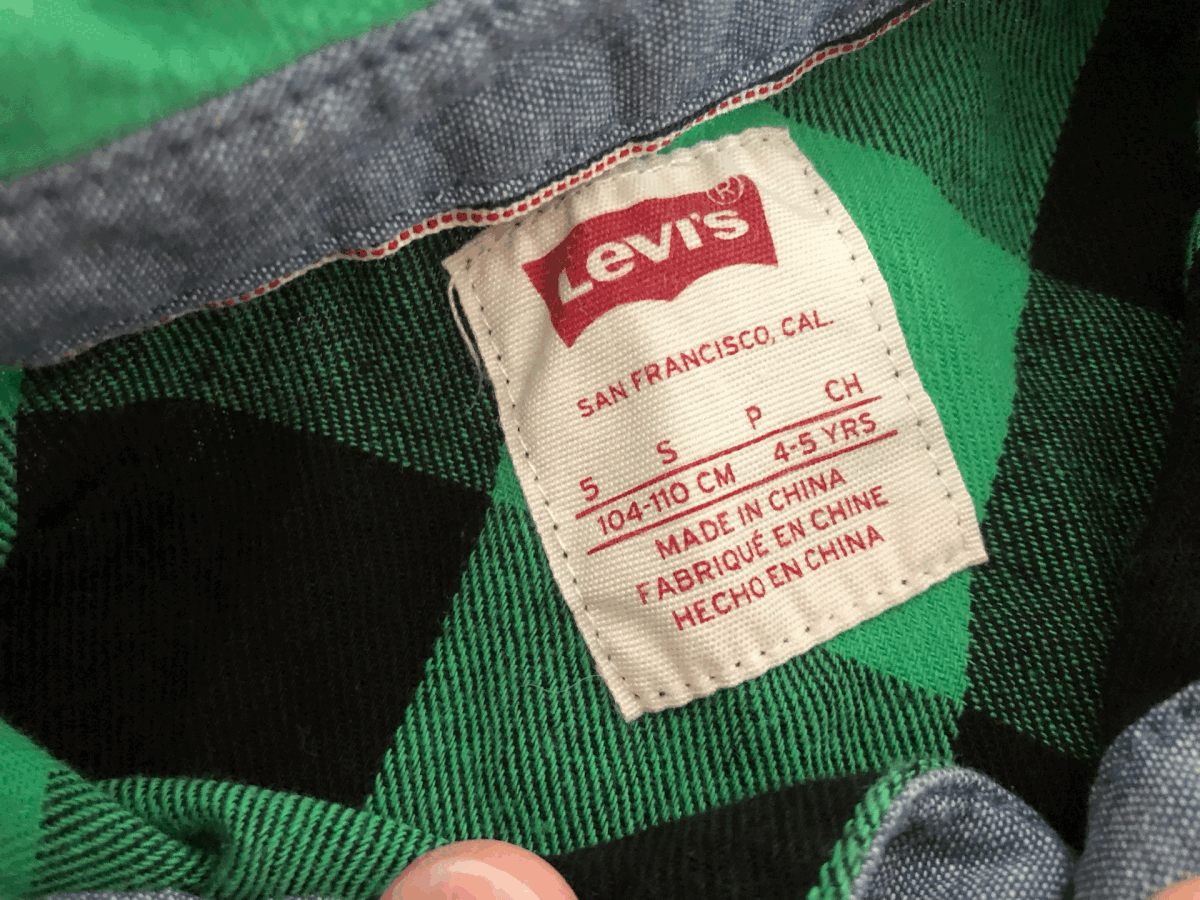 Levi's®
SAN FRANCISCO, CAL.
5 S P CH
104-110 CM 4-5 YRS
MADE IN CHINA
FABRIQUÉ EN CHINE
HECHO EN CHINA